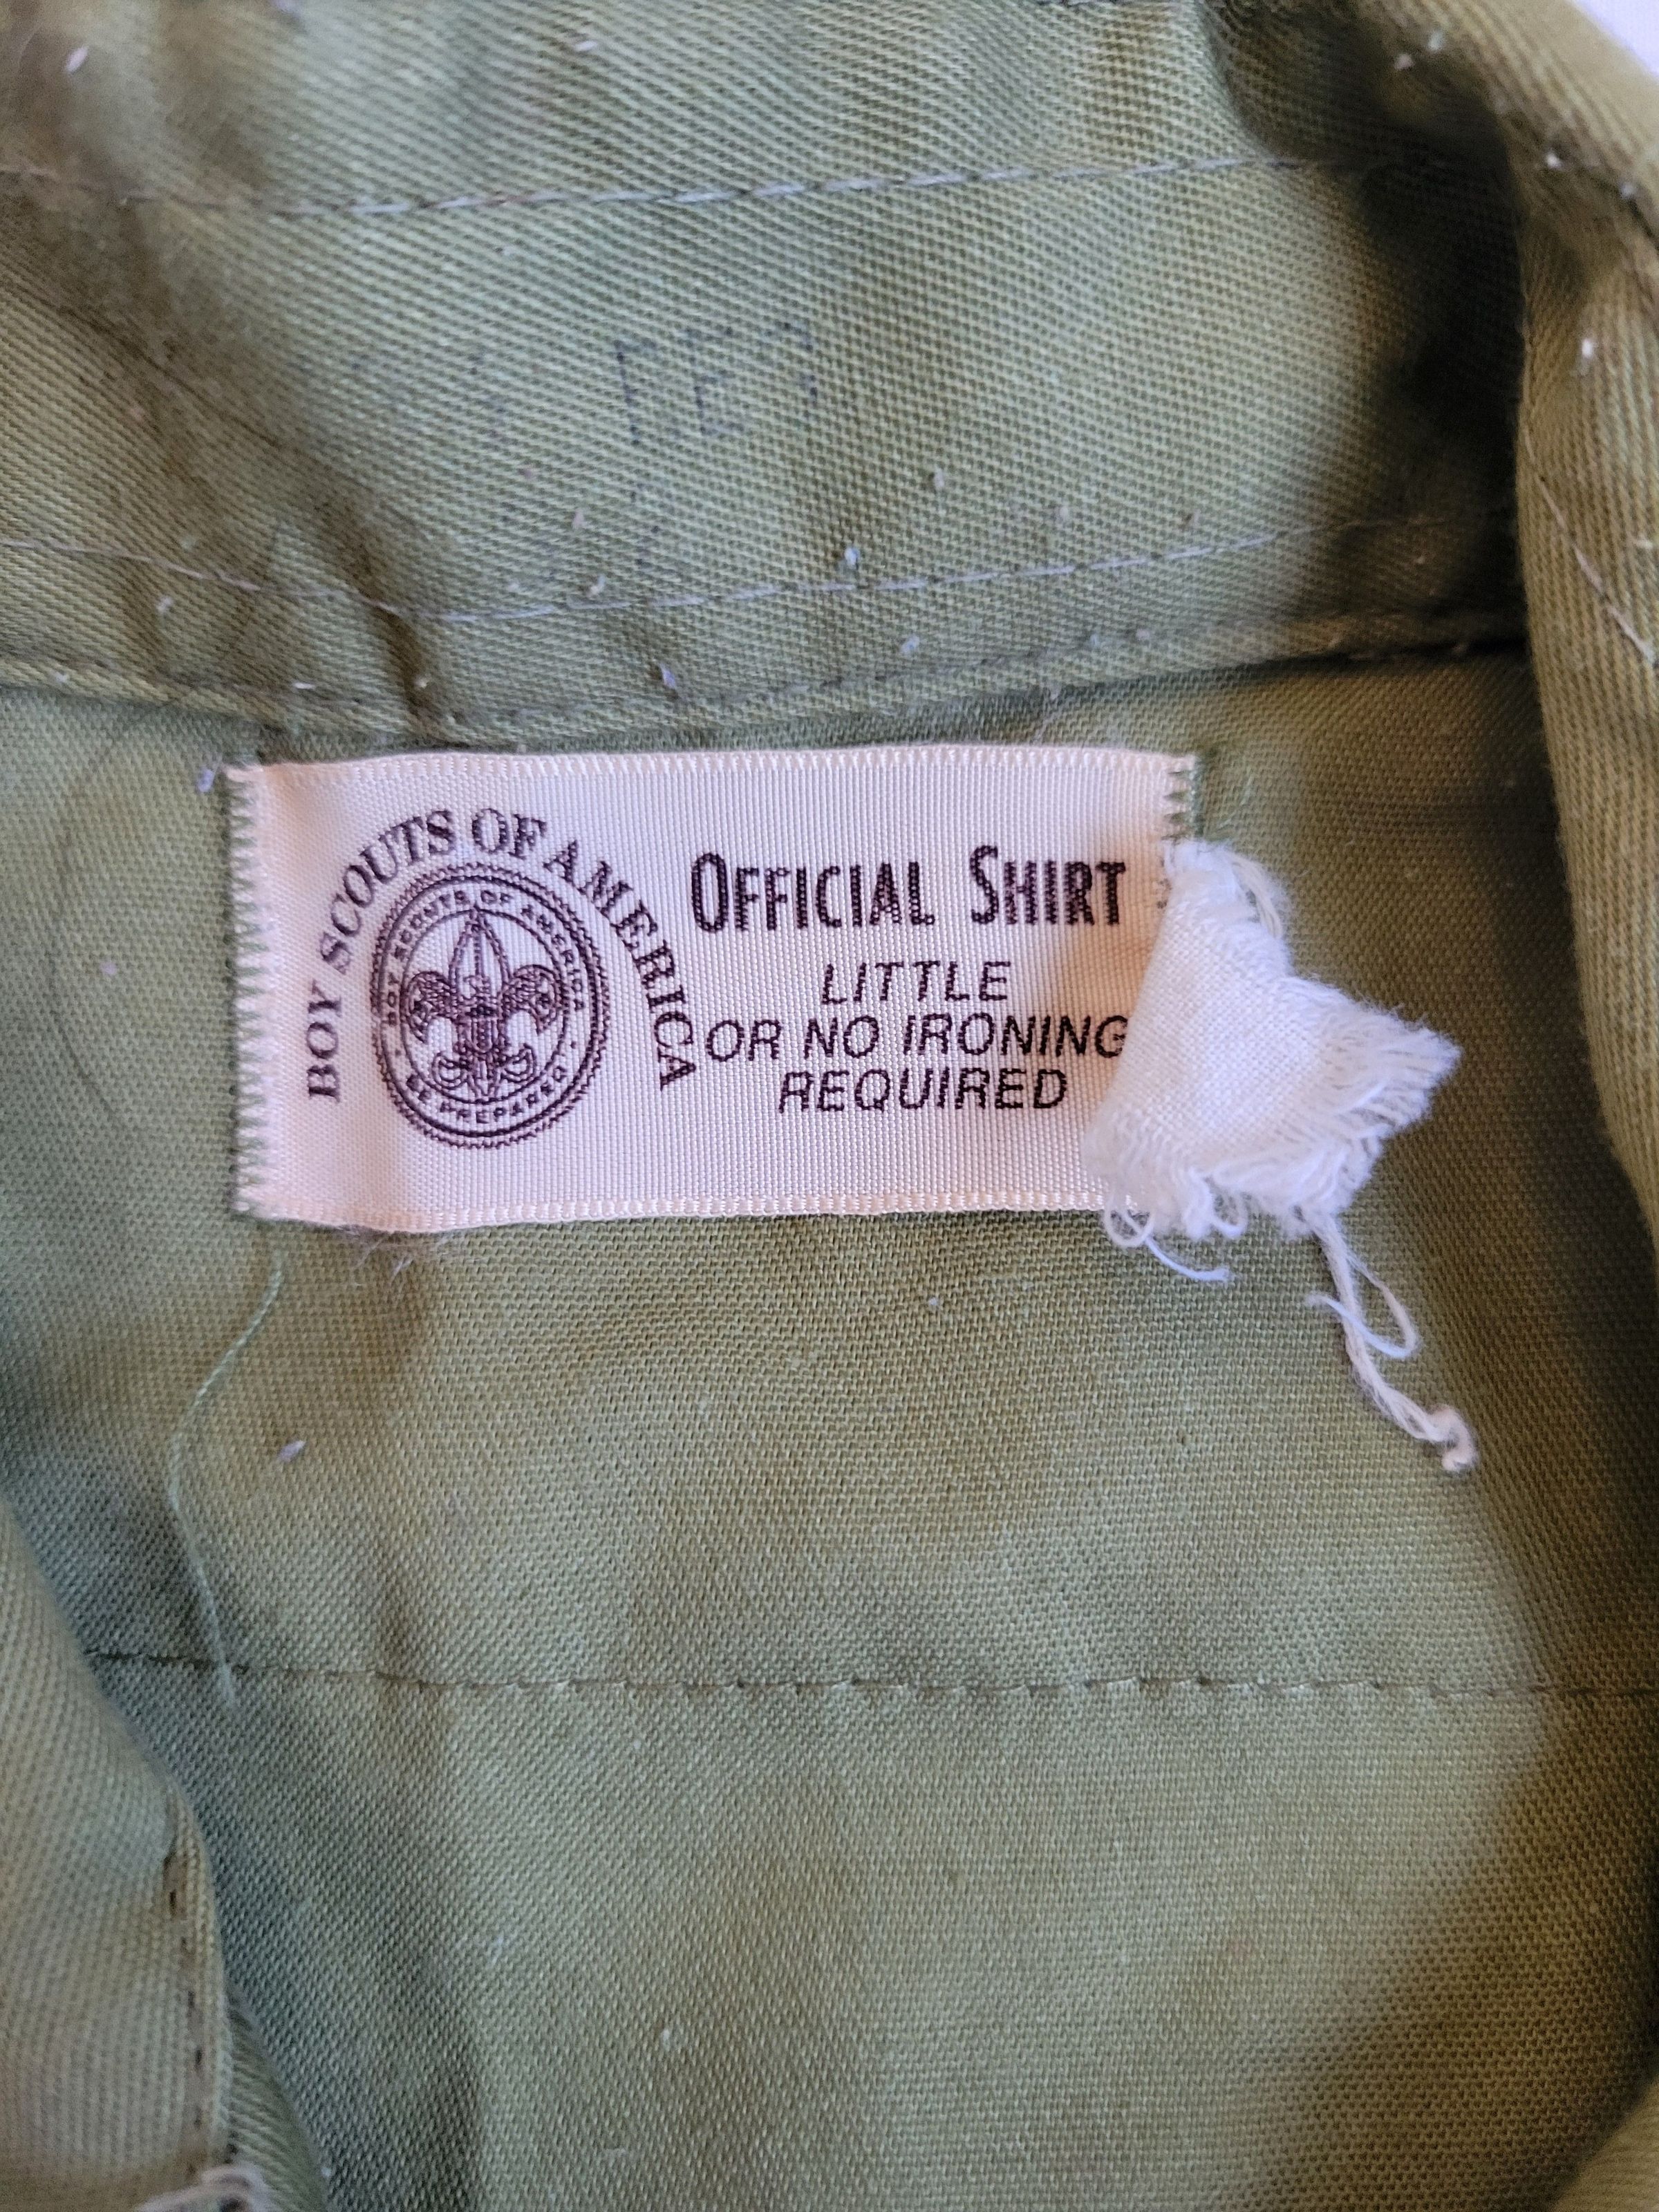 BOY SCOUTS OF AMERICA
BOY SCOUTS OF AMERICA
BE PREPARED
OFFICIAL SHIRT
LITTLE
OR NO IRONING
REQUIRED